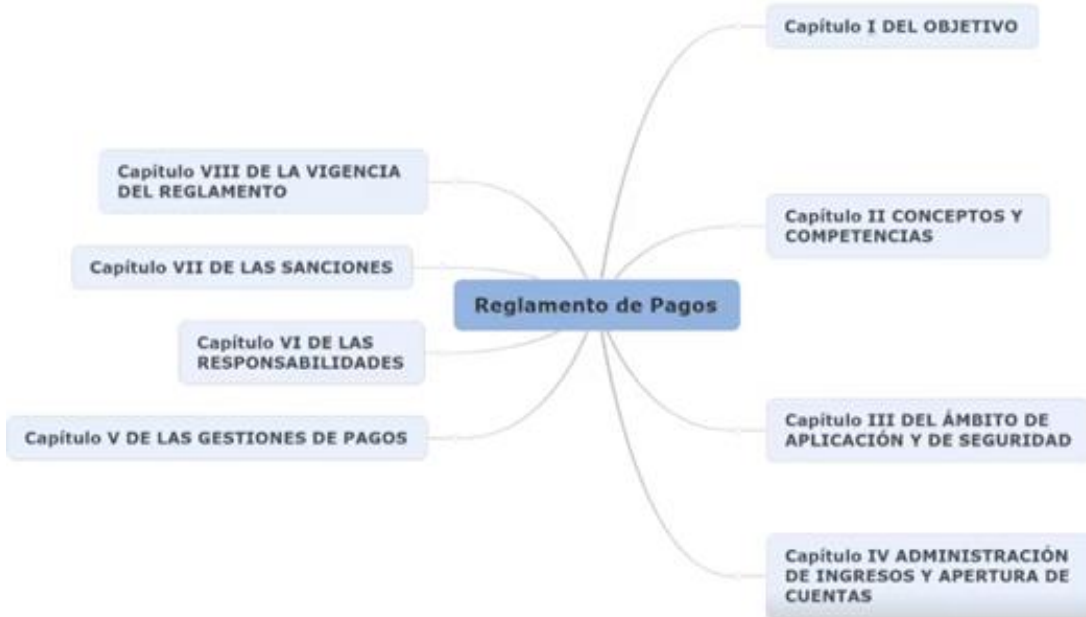 Capítulo I DEL OBJETIVO
Capítulo VIII DE LA VIGENCIA
DEL REGLAMENTO
Capítulo II CONCEPTOS Y
COMPETENCIAS
Capítulo VII DE LAS SANCIONES
Reglamento de Pagos
Capítulo VI DE LAS
RESPONSABILIDADES
Capítulo V DE LAS GESTIONES DE PAGOS
Capítulo III DEL ÁMBITO DE
APLICACIÓN Y DE SEGURIDAD
Capítulo IV ADMINISTRACIÓN
DE INGRESOS Y APERTURA DE
CUENTAS